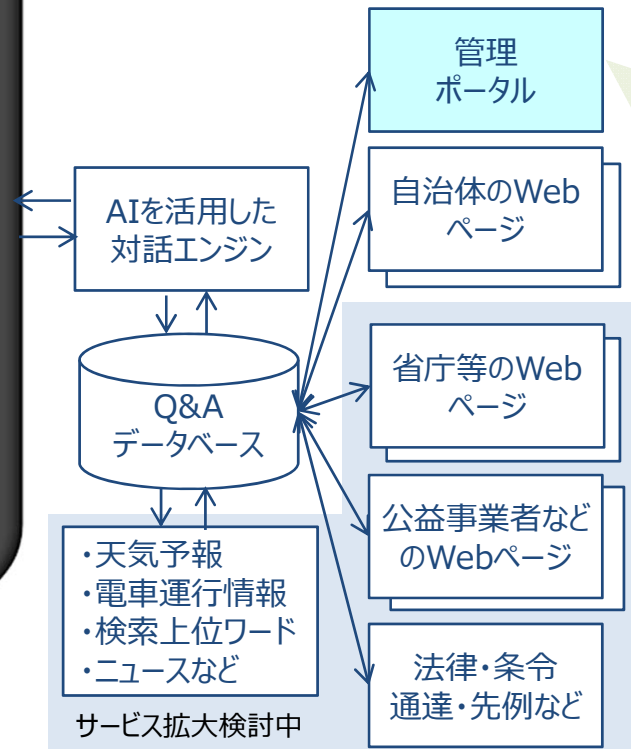 管理
ポータル
自治体のWeb
ページ
AIを活用した
対話エンジン
省庁等のWeb
ページ
Q&A
データベース
公益事業者など
のWebページ
・天気予報
・電車運行情報
・検索上位ワード
・ニュースなど
法律・条令
通達・先例など
サービス拡大検討中